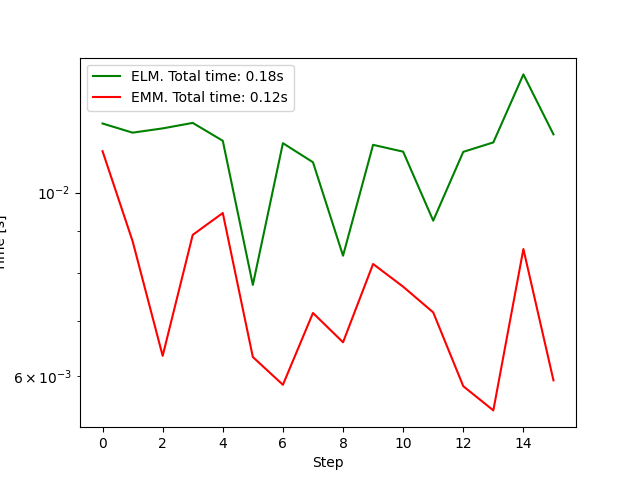 ELM. Total time: 0.18s
EMM. Total time: 0.12s
10⁻²
6 × 10⁻³
Time [s]
0 2 4 6 8 10 12 14
Step